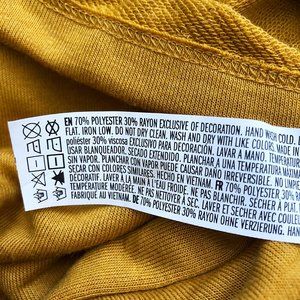 EN 70% POLYESTER 30% RAYON EXCLUSIVE OF DECORATION. HAND WASH COLD.
FLAT. IRON LOW. DO NOT DRY CLEAN. WASH AND DRY WITH LIKE COLORS.
poliéster 30% viscosa EXCLUSIVO PARA DECORACIÓN. LAVAR A MANO. TEMPERATURA
USAR BLANQUEADOR. SECADO EXTENDIDO. PLANCHAR A UNA TEMPERATURA
SIN VAPOR. PLANCHAR CON VAPOR PUEDE CAUSAR DAÑO IRREVERSIBLE. NO
SECAR CON COLORES SIMILARES. HECHO EN VIETNAM. FR 70%
DÉCORATIF. LAVER À LA MAIN À L'EAU FROIDE. NE PAS BLANCHIR. SÉCHER À PLAT.
TEMPÉRATURE MODÉRÉE. NE PAS NETTOYER À SEC. LAVER ET SÉCHER
FABRIQUÉ AU VIETNAM. DE 70% POLYESTER 30% RAYON OHNE VERZIERUNG.